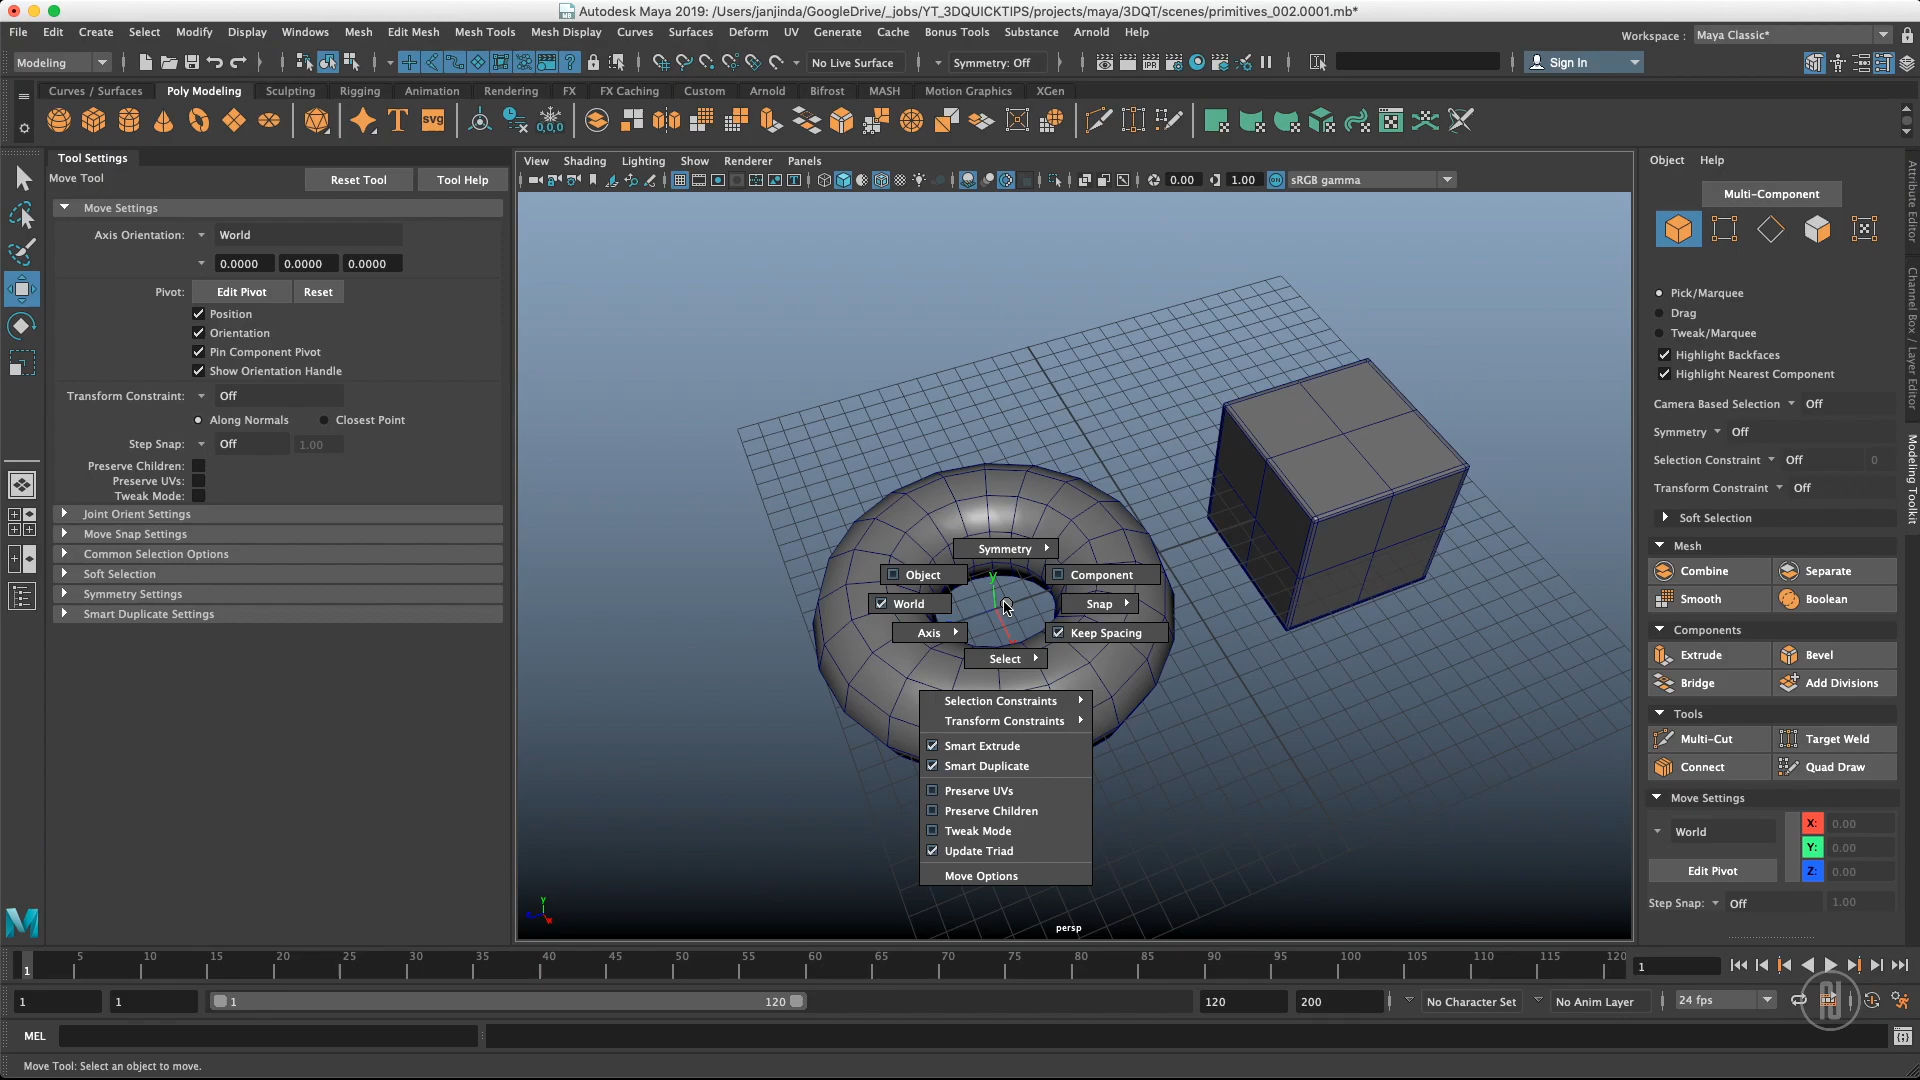 Autodesk Maya 2019: /Users/janjinda/GoogleDrive/_jobs/YT_3DQUICKTIPS/projects/maya/3DQT/scenes/primitives_002.0001.mb*
File Edit Create Select Modify Display Windows Mesh Edit Mesh Mesh Tools Mesh Display Curves Surfaces Deform UV Generate Cache Bonus Tools Substance Arnold Help
Workspace : Maya Classic*
Modeling No Live Surface Symmetry: Off Sign In
Curves / Surfaces Poly Modeling Sculpting Rigging Animation Rendering FX FX Caching Custom Arnold Bifrost MASH Motion Graphics XGen
T SVG 0,0,0
Tool Settings
Move Tool Reset Tool Tool Help
Move Settings
Axis Orientation: World
0.0000 0.0000 0.0000
Pivot: Edit Pivot Reset
Position
Orientation
Pin Component Pivot
Show Orientation Handle
Transform Constraint: Off
Along Normals Closest Point
Step Snap: Off 1.00
Preserve Children:
Preserve UVs:
Tweak Mode:
Joint Orient Settings
Move Snap Settings
Common Selection Options
Soft Selection
Symmetry Settings
Smart Duplicate Settings
View Shading Lighting Show Renderer Panels
0.00 1.00 ON sRGB gamma
Symmetry
Object Component
y
World Snap
Axis Keep Spacing
Select
Selection Constraints
Transform Constraints
Smart Extrude
Smart Duplicate
Preserve UVs
Preserve Children
Tweak Mode
Update Triad
Move Options
y
x
persp
Object Help
Multi-Component
Pick/Marquee
Drag
Tweak/Marquee
Highlight Backfaces
Highlight Nearest Component
Camera Based Selection Off
Symmetry Off
Selection Constraint Off 0
Transform Constraint Off
Soft Selection
Mesh
Combine Separate
Smooth Boolean
Components
Extrude Bevel
Bridge Add Divisions
Tools
Multi-Cut Target Weld
Connect Quad Draw
Move Settings
World X: 0.00
Y: 0.00
Edit Pivot Z: 0.00
Step Snap: Off 1.00
Attribute Editor
Channel Box / Layer Editor
Modeling Toolkit
1 5 10 15 20 25 30 35 40 45 50 55 60 65 70 75 80 85 90 95 100 105 110 115 120 1
1 1 1 120 120 200 No Character Set No Anim Layer 24 fps
MEL
Move Tool: Select an object to move.